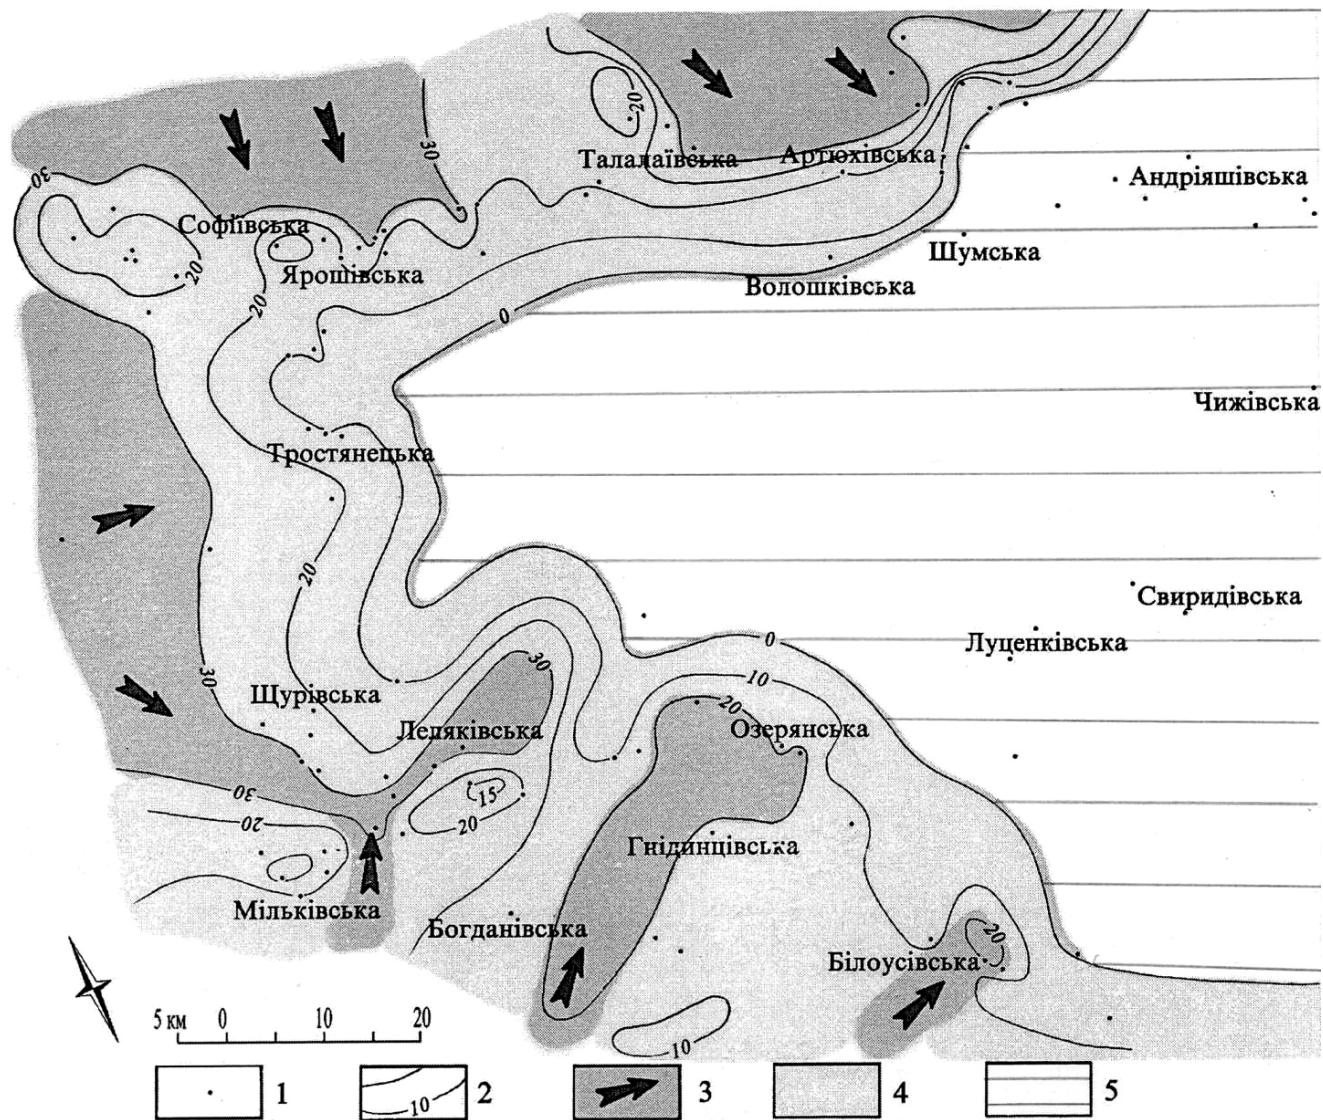 20
30
Талалаївська
Артюхівська
Андріяшівська
30
Софіївська
Шумська
20
Ярошівська
Волошківська
20
0
Чижівська
Тростянецька
20
Свиридівська
0
Луценківська
30
30
10
Щурівська
20
Леляківська
Озерянська
30
15
20
20
Гнідинцівська
Мільківська
Богданівська
20
Білоусівська
5 км 0 10 20
10
10
1 2 3 4 5